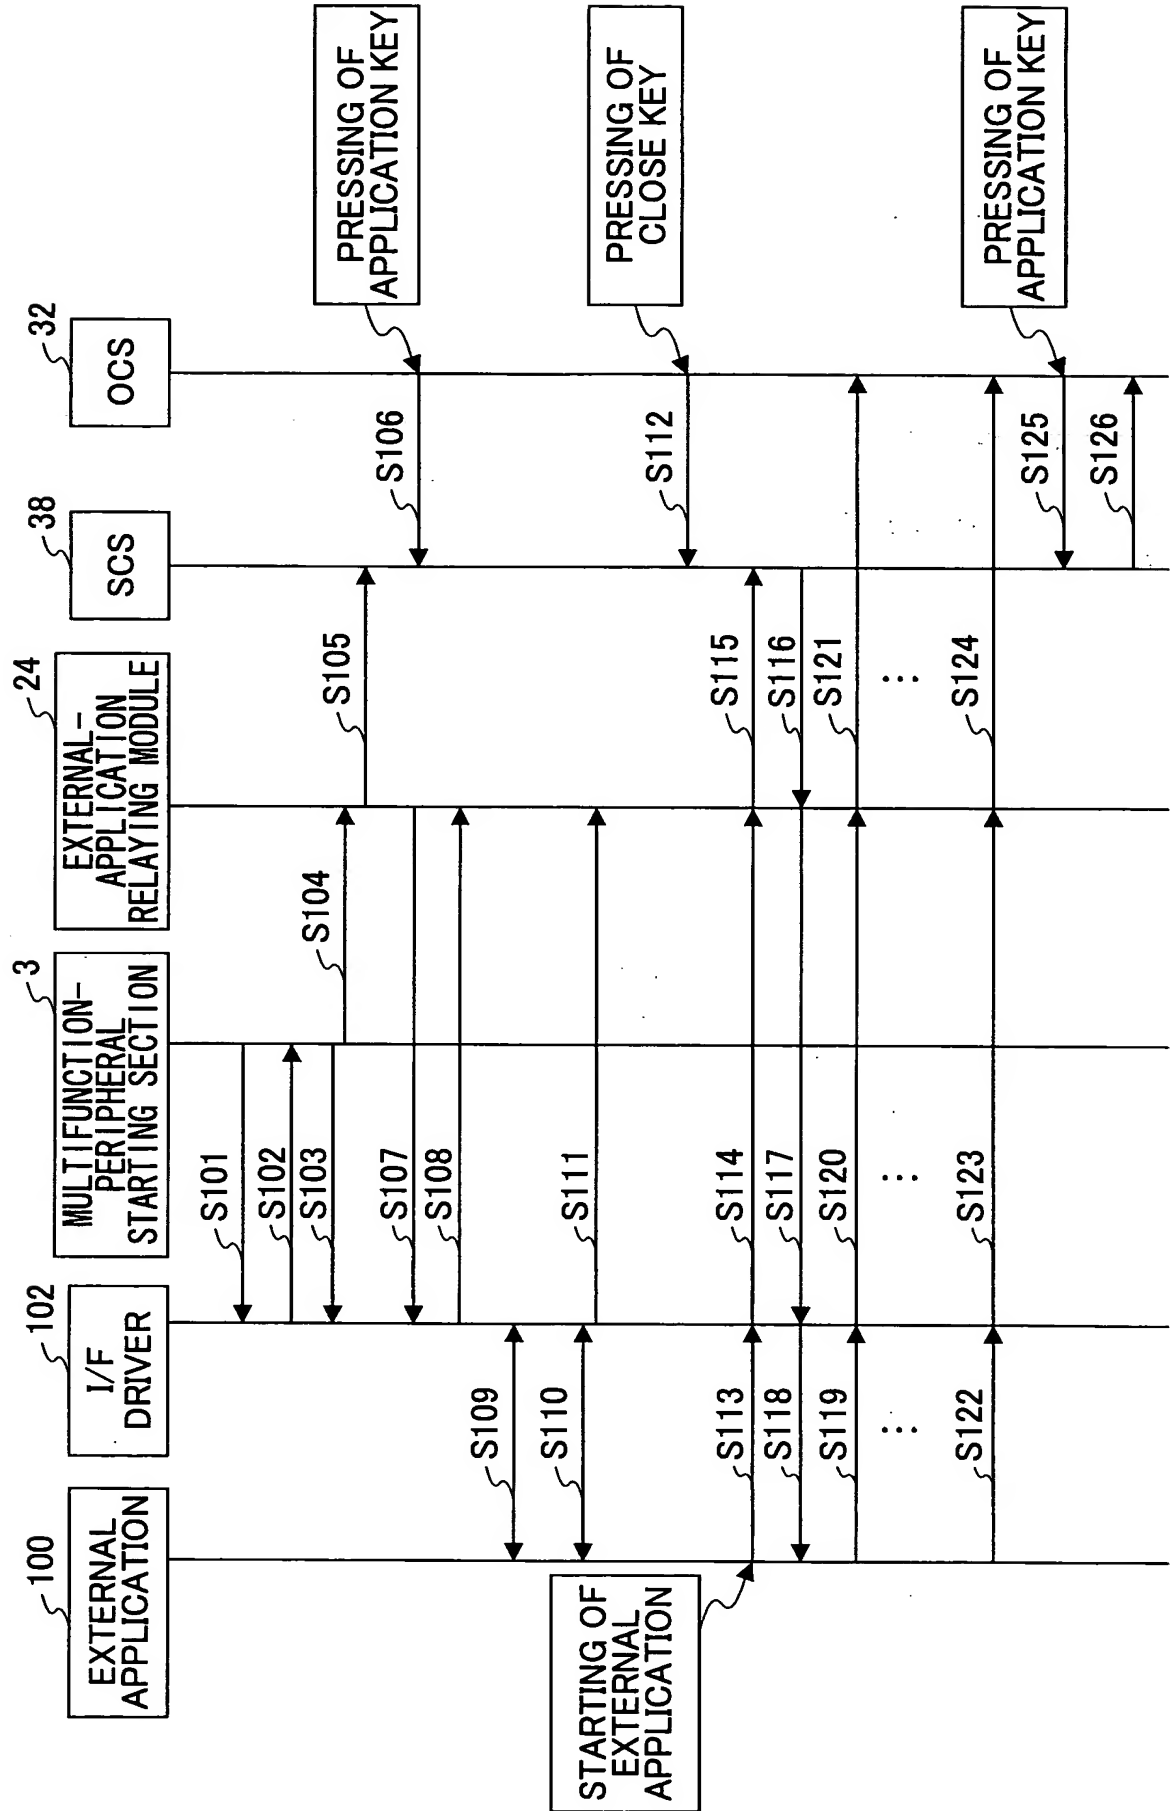 100
EXTERNAL
APPLICATION
102
I/F
DRIVER
3
MULTIFUNCTION-
PERIPHERAL
STARTING SECTION
24
EXTERNAL-
APPLICATION
RELAYING MODULE
38
SCS
32
OCS
S101
S102
S103
S104
S105
PRESSING OF
APPLICATION KEY
S106
S107
S108
S109
S110
S111
PRESSING OF
CLOSE KEY
S112
STARTING OF
EXTERNAL
APPLICATION
S113
S114
S115
S118
S117
S116
S119
S120
S121
...
...
...
S122
S123
S124
PRESSING OF
APPLICATION KEY
S125
S126